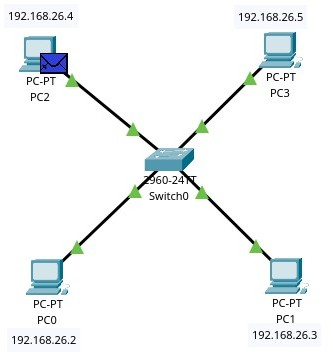 192.168.26.4
PC-PT
PC2
192.168.26.5
PC-PT
PC3
2960-24TT
Switch0
PC-PT
PC0
192.168.26.2
PC-PT
PC1
192.168.26.3